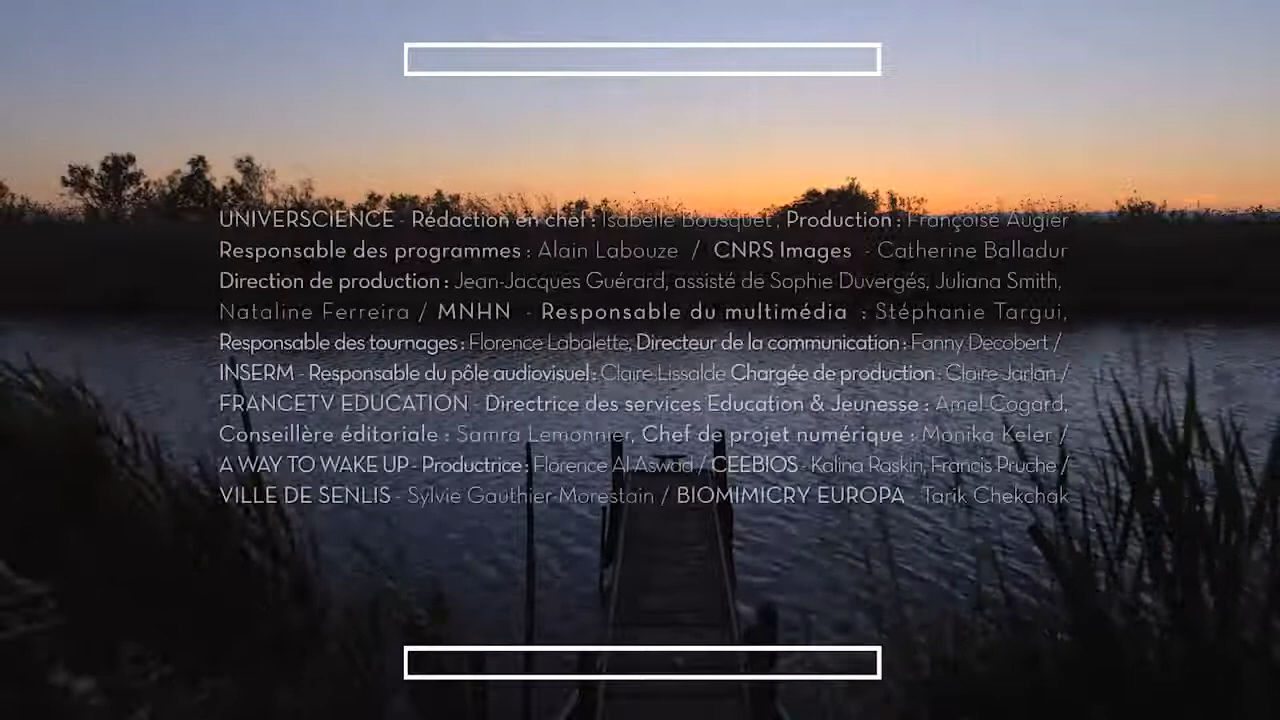 UNIVERSCIENCE - Rédaction en chef : Isabelle Bousquet, Production : Françoise Augier
Responsable des programmes : Alain Labouze / CNRS Images - Catherine Balladur
Direction de production : Jean-Jacques Guérard, assisté de Sophie Duvergés, Juliana Smith,
Nataline Ferreira / MNHN - Responsable du multimédia : Stéphanie Targui,
Responsable des tournages : Florence Labalette, Directeur de la communication : Fanny Decobert /
INSERM - Responsable du pôle audiovisuel : Claire Lissalde Chargée de production : Claire Jarlan /
FRANCETV EDUCATION - Directrice des services Education & Jeunesse : Amel Cogard,
Conseillère éditoriale : Samra Lemonnier, Chef de projet numérique : Monika Keler /
A WAY TO WAKE UP - Productrice : Florence Al Aswad / CEEBIOS - Kalina Raskin, Francis Pruche /
VILLE DE SENLIS - Sylvie Gauthier-Morestain / BIOMIMICRY EUROPA - Tarik Chekchak